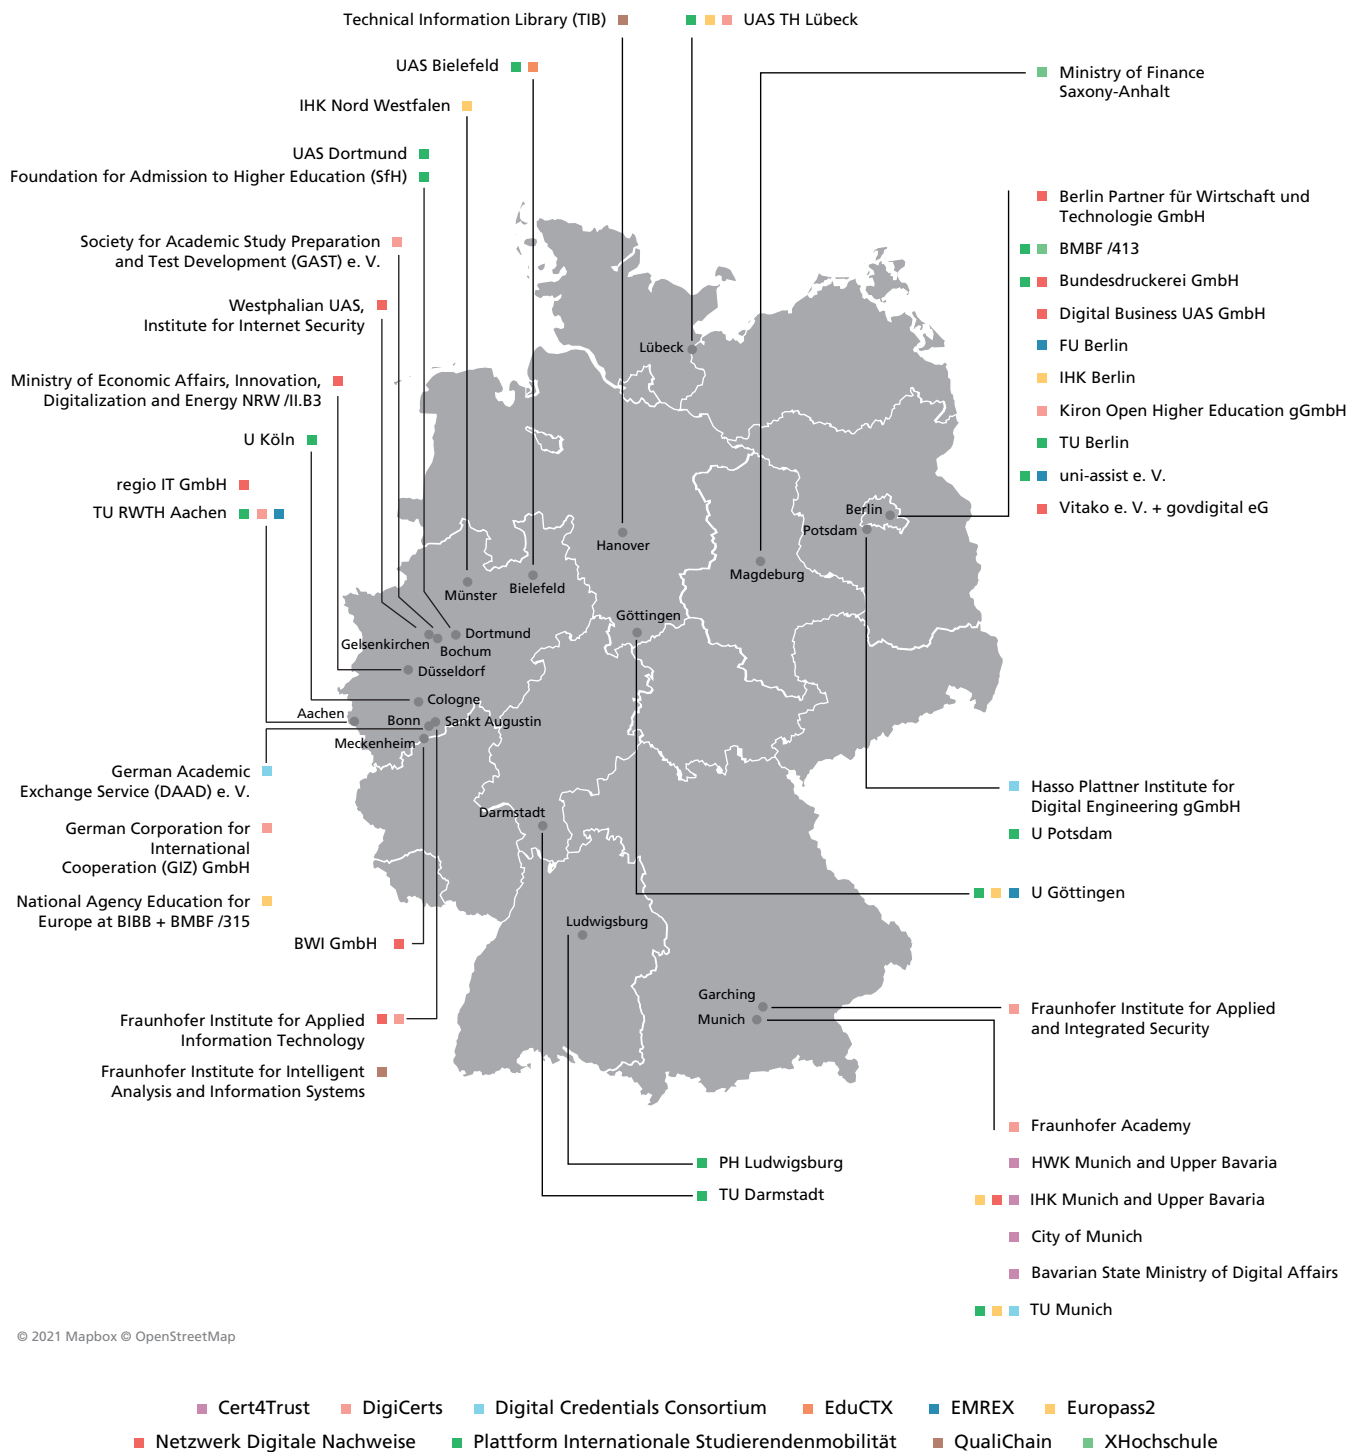 Technical Information Library (TIB)
UAS TH Lübeck
UAS Bielefeld
Ministry of Finance
Saxony-Anhalt
IHK Nord Westfalen
UAS Dortmund
Foundation for Admission to Higher Education (SfH)
Berlin Partner für Wirtschaft und
Technologie GmbH
BMBF /413
Bundesdruckerei GmbH
Digital Business UAS GmbH
FU Berlin
IHK Berlin
Kiron Open Higher Education gGmbH
TU Berlin
uni-assist e. V.
Vitako e. V. + govdigital eG
Society for Academic Study Preparation
and Test Development (GAST) e. V.
Westphalian UAS,
Institute for Internet Security
Ministry of Economic Affairs, Innovation,
Digitalization and Energy NRW /II.B3
U Köln
regio IT GmbH
TU RWTH Aachen
Lübeck
Berlin
Potsdam
Hanover
Magdeburg
Bielefeld
Münster
Göttingen
Dortmund
Gelsenkirchen
Bochum
Düsseldorf
Cologne
Aachen
Bonn
Sankt Augustin
Meckenheim
Darmstadt
Ludwigsburg
Garching
Munich
German Academic
Exchange Service (DAAD) e. V.
German Corporation for
International
Cooperation (GIZ) GmbH
National Agency Education for
Europe at BIBB + BMBF /315
BWI GmbH
Fraunhofer Institute for Applied
Information Technology
Fraunhofer Institute for Intelligent
Analysis and Information Systems
Hasso Plattner Institute for
Digital Engineering gGmbH
U Potsdam
U Göttingen
Fraunhofer Institute for Applied
and Integrated Security
Fraunhofer Academy
HWK Munich and Upper Bavaria
IHK Munich and Upper Bavaria
City of Munich
Bavarian State Ministry of Digital Affairs
TU Munich
PH Ludwigsburg
TU Darmstadt
© 2021 Mapbox © OpenStreetMap
Cert4Trust DigiCerts Digital Credentials Consortium EduCTX EMREX Europass2
Netzwerk Digitale Nachweise Plattform Internationale Studierendenmobilität QualiChain XHochschule